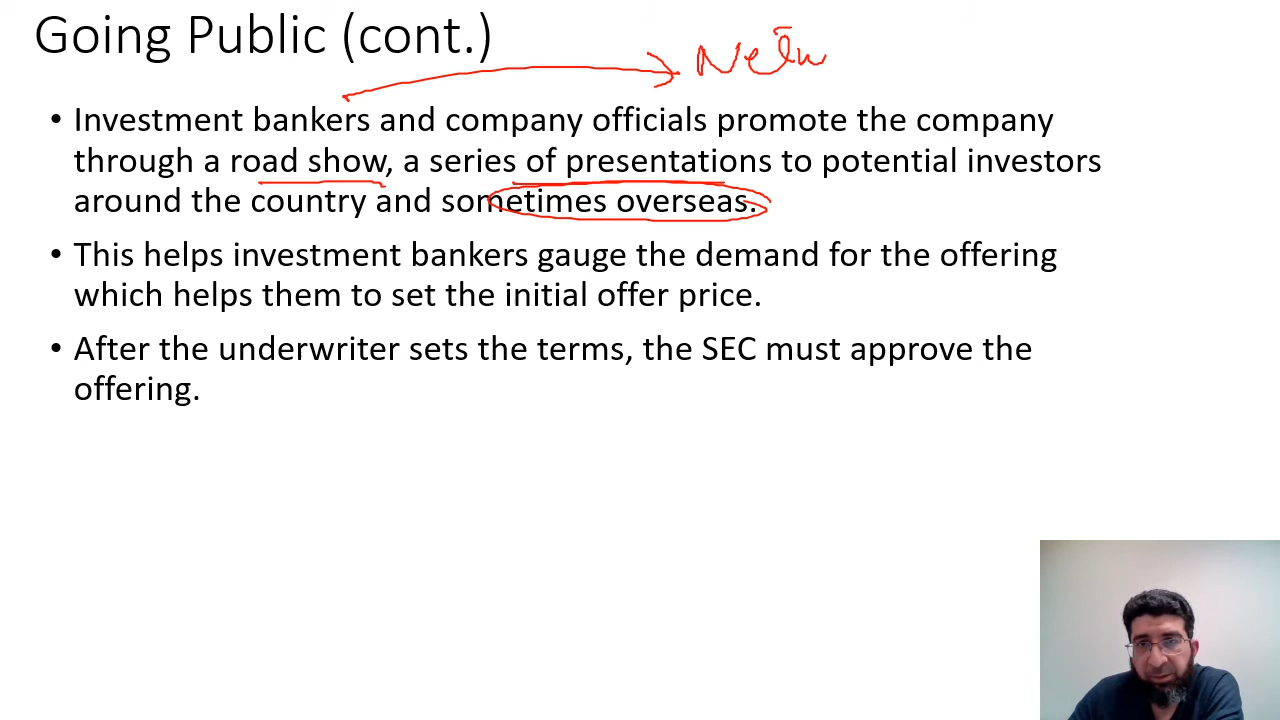 Going Public (cont.)
• Investment bankers and company officials promote the company
through a road show, a series of presentations to potential investors
around the country and sometimes overseas.
• This helps investment bankers gauge the demand for the offering
which helps them to set the initial offer price.
• After the underwriter sets the terms, the SEC must approve the
offering.